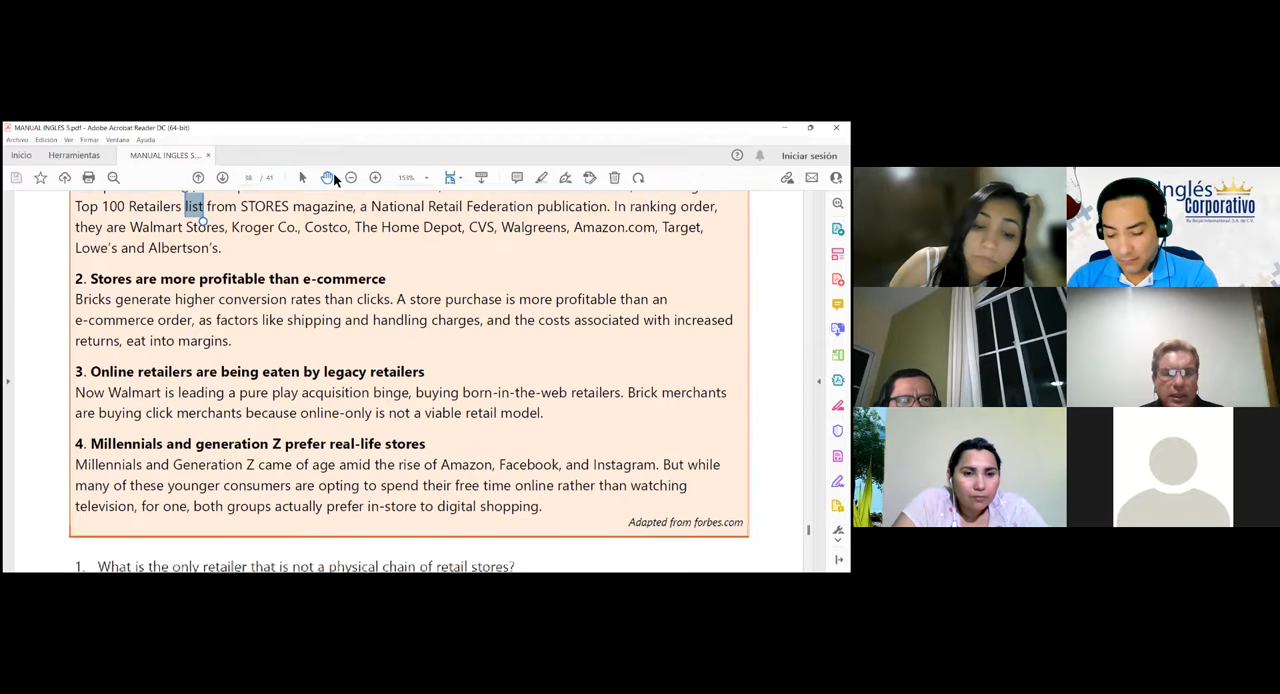 MANUAL INGLES 5.pdf - Adobe Acrobat Reader DC (64-bit)
Archivo Edición Ver Firmar Ventana Ayuda
Inicio Herramientas MANUAL INGLES 5... × Iniciar sesión
38 / 41 153%
Top 100 Retailers list from STORES magazine, a National Retail Federation publication. In ranking order,
they are Walmart Stores, Kroger Co., Costco, The Home Depot, CVS, Walgreens, Amazon.com, Target,
Lowe's and Albertson's.
2. Stores are more profitable than e-commerce
Bricks generate higher conversion rates than clicks. A store purchase is more profitable than an
e-commerce order, as factors like shipping and handling charges, and the costs associated with increased
returns, eat into margins.
3. Online retailers are being eaten by legacy retailers
Now Walmart is leading a pure play acquisition binge, buying born-in-the-web retailers. Brick merchants
are buying click merchants because online-only is not a viable retail model.
4. Millennials and generation Z prefer real-life stores
Millennials and Generation Z came of age amid the rise of Amazon, Facebook, and Instagram. But while
many of these younger consumers are opting to spend their free time online rather than watching
television, for one, both groups actually prefer in-store to digital shopping.
Adapted from forbes.com
1. What is the only retailer that is not a physical chain of retail stores?
Inglés
Corporativo